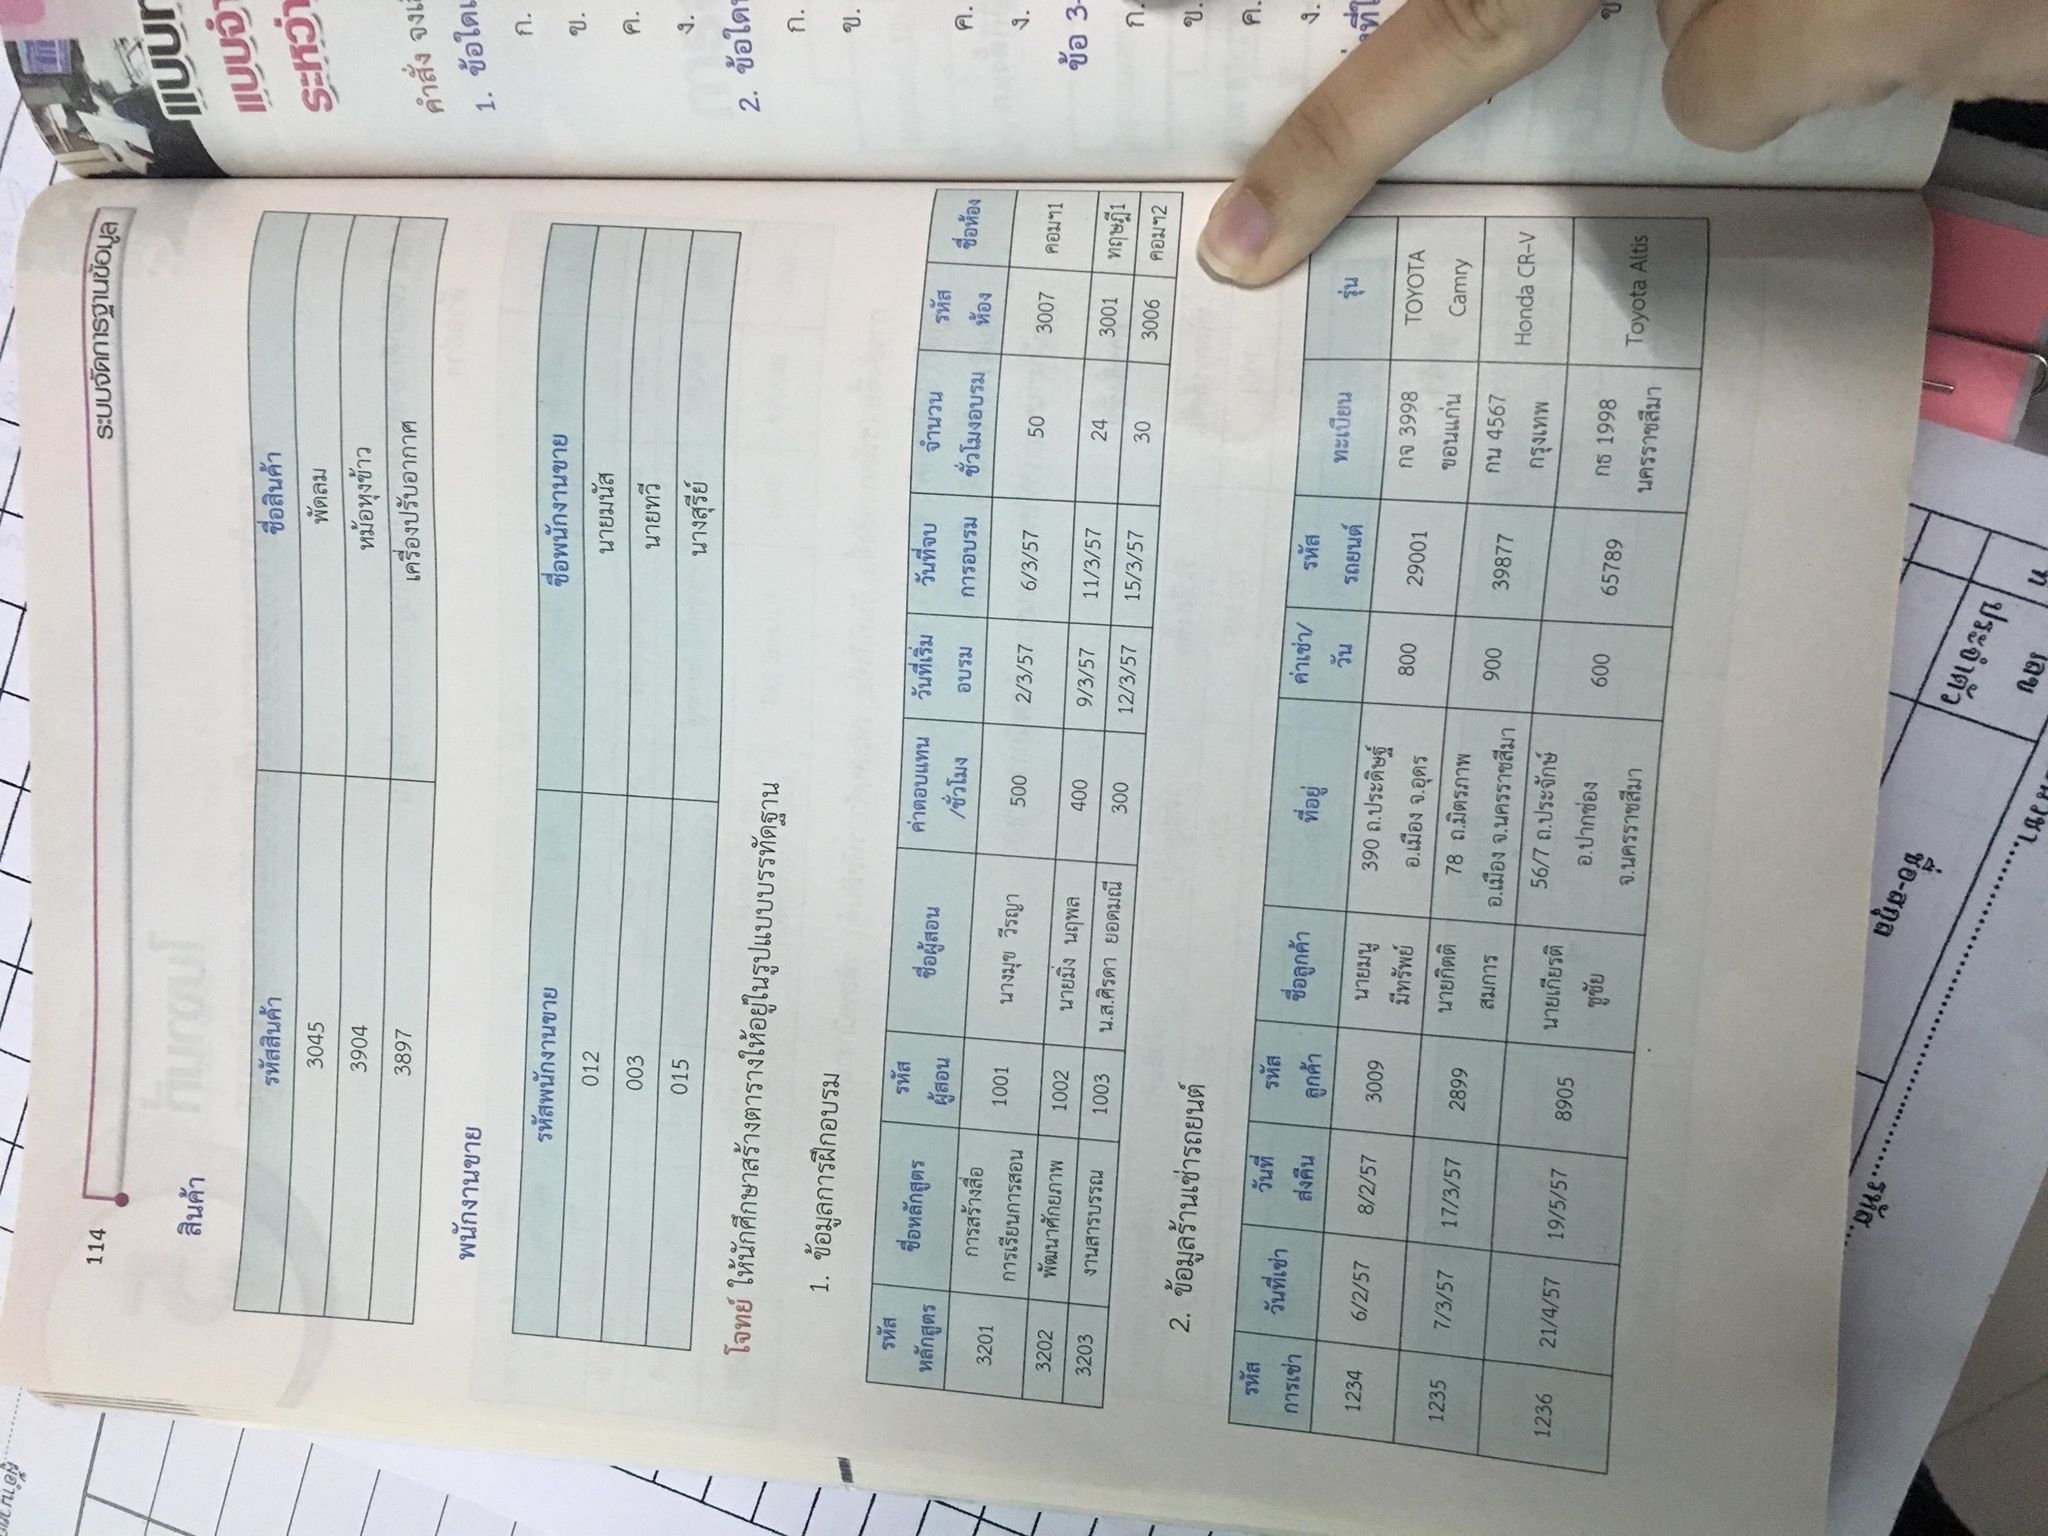 114
ระบบจัดการฐานข้อมูล
สินค้า
รหัสสินค้า ชื่อสินค้า
3045 พัดลม
3904 หม้อหุงข้าว
3897 เครื่องปรับอากาศ
พนักงานขาย
รหัสพนักงานขาย ชื่อพนักงานขาย
012 นายมนัส
003 นายทวี
015 นางสุรีย์
โจทย์ ให้นักศึกษาสร้างตารางให้อยู่ในรูปแบบบรรทัดฐาน
1. ข้อมูลการฝึกอบรม
รหัส ชื่อหลักสูตร รหัส ชื่อผู้สอน ค่าตอบแทน วันที่เริ่ม วันที่จบ จำนวน รหัส ชื่อห้อง
หลักสูตร ผู้สอน /ชั่วโมง อบรม การอบรม ชั่วโมงอบรม ห้อง
3201 การสร้างสื่อ 1001 นางมุข วีรญา 500 2/3/57 6/3/57 50 3007 คอมฯ1
การเรียนการสอน
3202 พัฒนาศักยภาพ 1002 นายมิ่ง นฤพล 400 9/3/57 11/3/57 24 3001 ทฤษฎี1
3203 งานสารบรรณ 1003 น.ส.ศิรดา ยอดมณี 300 12/3/57 15/3/57 30 3006 คอมฯ2
2. ข้อมูลร้านเช่ารถยนต์
รหัส วันที่เช่า วันที่ รหัส ชื่อลูกค้า ที่อยู่ ค่าเช่า/ รหัส ทะเบียน รุ่น
การเช่า ส่งคืน ลูกค้า วัน รถยนต์
1234 6/2/57 8/2/57 3009 นายมนู 390 ถ.ประดิษฐ์ 800 29001 กจ 3998 TOYOTA
มีทรัพย์ อ.เมือง จ.อุดร ขอนแก่น Camry
1235 7/3/57 17/3/57 2899 นายกิตติ 78 ถ.มิตรภาพ 900 39877 กน 4567 Honda CR-V
สมการ อ.เมือง จ.นครราชสีมา กรุงเทพ
1236 21/4/57 19/5/57 8905 นายเกียรติ 56/7 ถ.ประจักษ์ 600 65789 กธ 1998 Toyota Altis
ชูชัย อ.ปากช่อง นครราชสีมา
จ.นครราชสีมา
ระหว่า
คำสั่ง
1. ข้อใด
ก.
ข.
ค.
ง.
2. ข้อใด
ก.
ข.
ค.
ง.
ข้อ 3-
ก.
ข.
ค.
ง.
รหัส
ชื่อ-สกุล
เลข
ประจำตัว